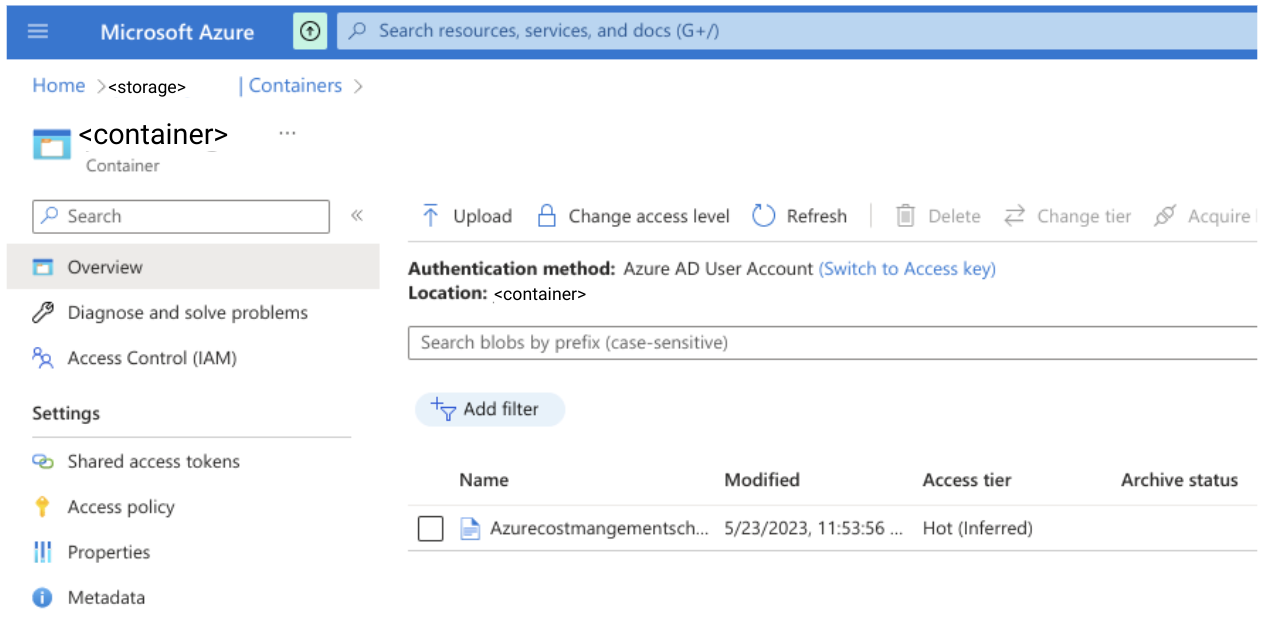 Microsoft Azure
Search resources, services, and docs (G+/)
Home > <storage> | Containers >
<container> ...
Container
Search «
Upload Change access level Refresh Delete Change tier Acquire
Overview
Authentication method: Azure AD User Account (Switch to Access key)
Location: <container>
Diagnose and solve problems
Search blobs by prefix (case-sensitive)
Access Control (IAM)
Add filter
Settings
Shared access tokens
Name Modified Access tier Archive status
Access policy
Azurecostmangementsch... 5/23/2023, 11:53:56 ... Hot (Inferred)
Properties
Metadata